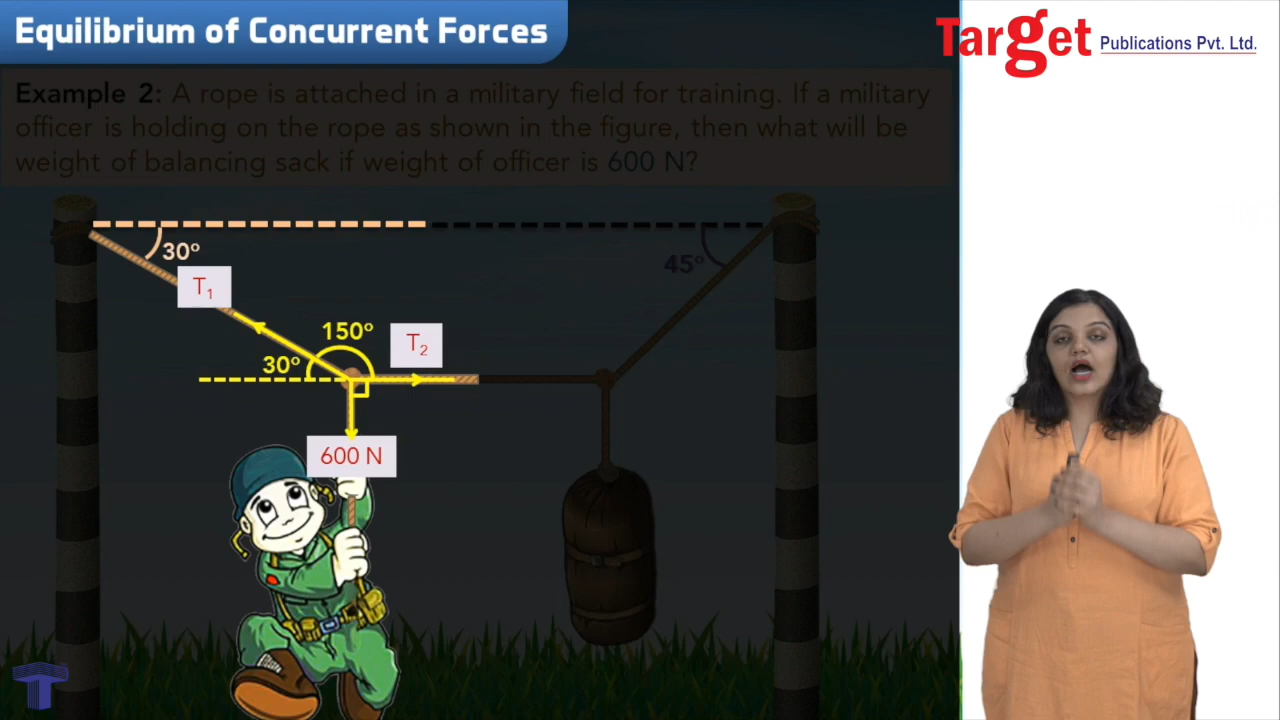 Equilibrium of Concurrent Forces
Target Publications Pvt. Ltd.
Example 2: A rope is attached in a military field for training. If a military
officer is holding on the rope as shown in the figure, then what will be
weight of balancing sack if weight of officer is 600 N?
30°
45°
T₁
150°
T₂
30°
600 N
T